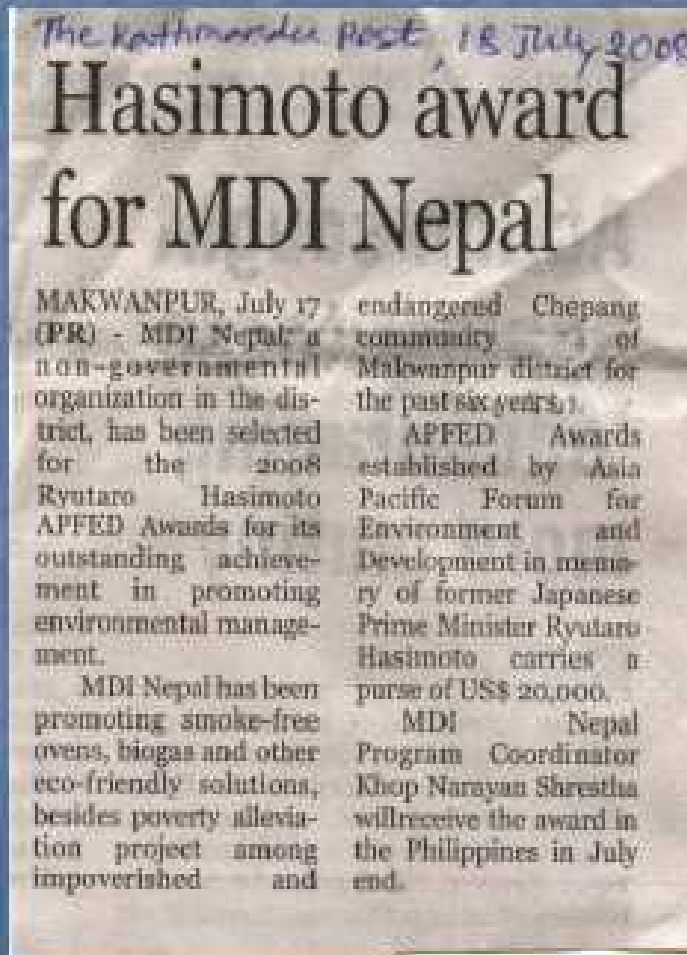 The Kathmandu Post, 18 July 2008
Hasimoto award
for MDI Nepal
MAKWANPUR, July 17
(PR) - MDI Nepal, a
non-governmental
organization in the dis-
trict, has been selected
for the 2008
Ryutaro Hasimoto
APFED Awards for its
outstanding achieve-
ment in promoting
environmental manage-
ment.
MDI Nepal has been
promoting smoke-free
ovens, biogas and other
eco-friendly solutions,
besides poverty allevia-
tion project among
impoverished and
endangered Chepang
community of
Makwanpur district for
the past six years.
APFED Awards
established by Asia
Pacific Forum for
Environment and
Development in memo-
ry of former Japanese
Prime Minister Ryutaro
Hasimoto carries a
purse of US$ 20,000.
MDI Nepal
Program Coordinator
Khop Narayan Shrestha
will receive the award in
the Philippines in July
end.